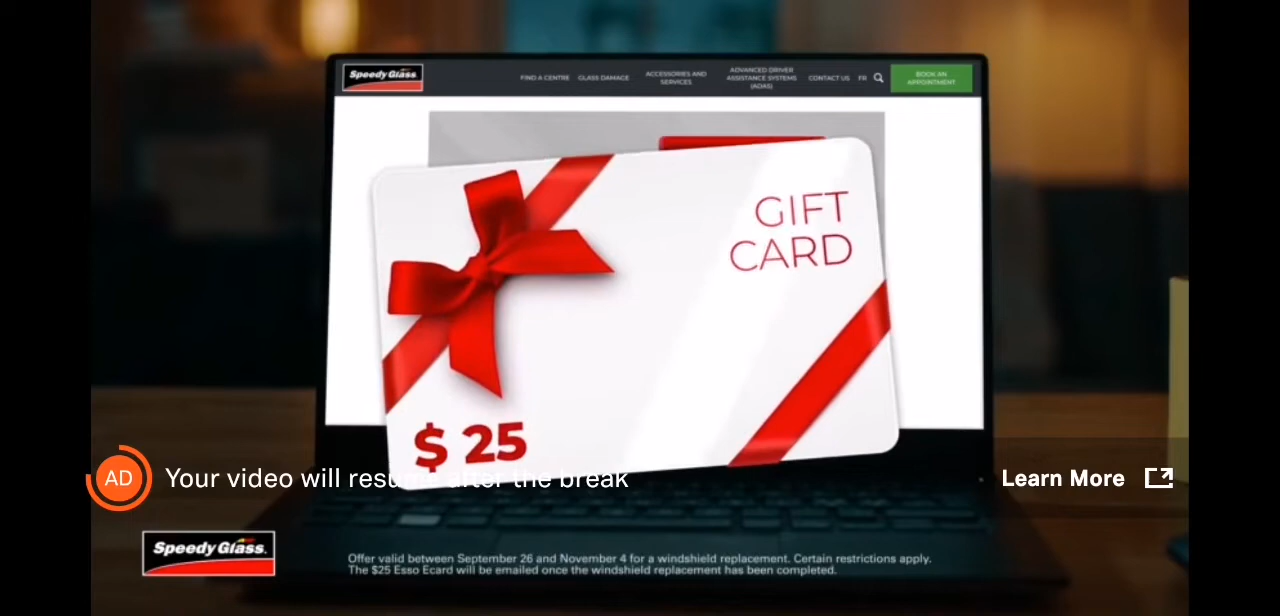 Speedy Glass
FIND A CENTRE
GLASS DAMAGE
ACCESSORIES AND
SERVICES
ADVANCED DRIVER
ASSISTANCE SYSTEMS
(ADAS)
CONTACT US
FR
BOOK AN
APPOINTMENT
GIFT
CARD
$ 25
AD
Your video will resume after the break
Learn More
Speedy Glass.
Offer valid between September 26 and November 4 for a windshield replacement. Certain restrictions apply.
The $25 Esso Ecard will be emailed once the windshield replacement has been completed.